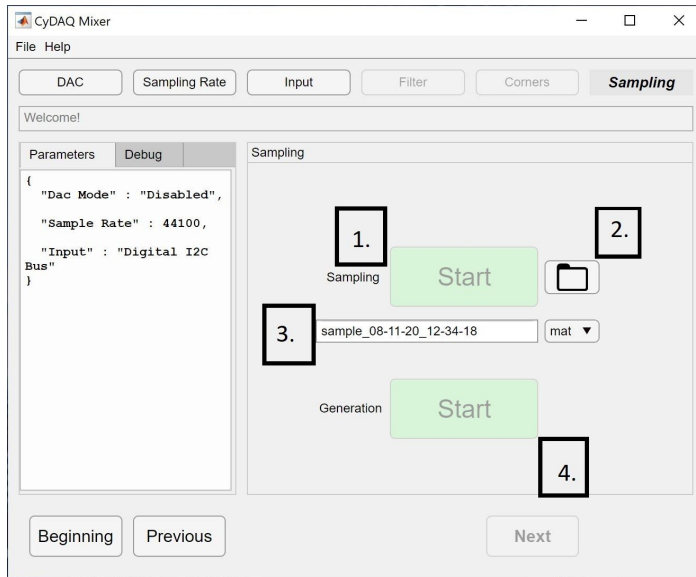 CyDAQ Mixer
File Help
DAC Sampling Rate Input Filter Corners Sampling
Welcome!
Parameters Debug
Sampling
{
"Dac Mode" : "Disabled",
"Sample Rate" : 44100,
"Input" : "Digital I2C
Bus"
}
1.
2.
Sampling Start
3.
sample_08-11-20_12-34-18 mat
Generation Start
4.
Beginning Previous Next